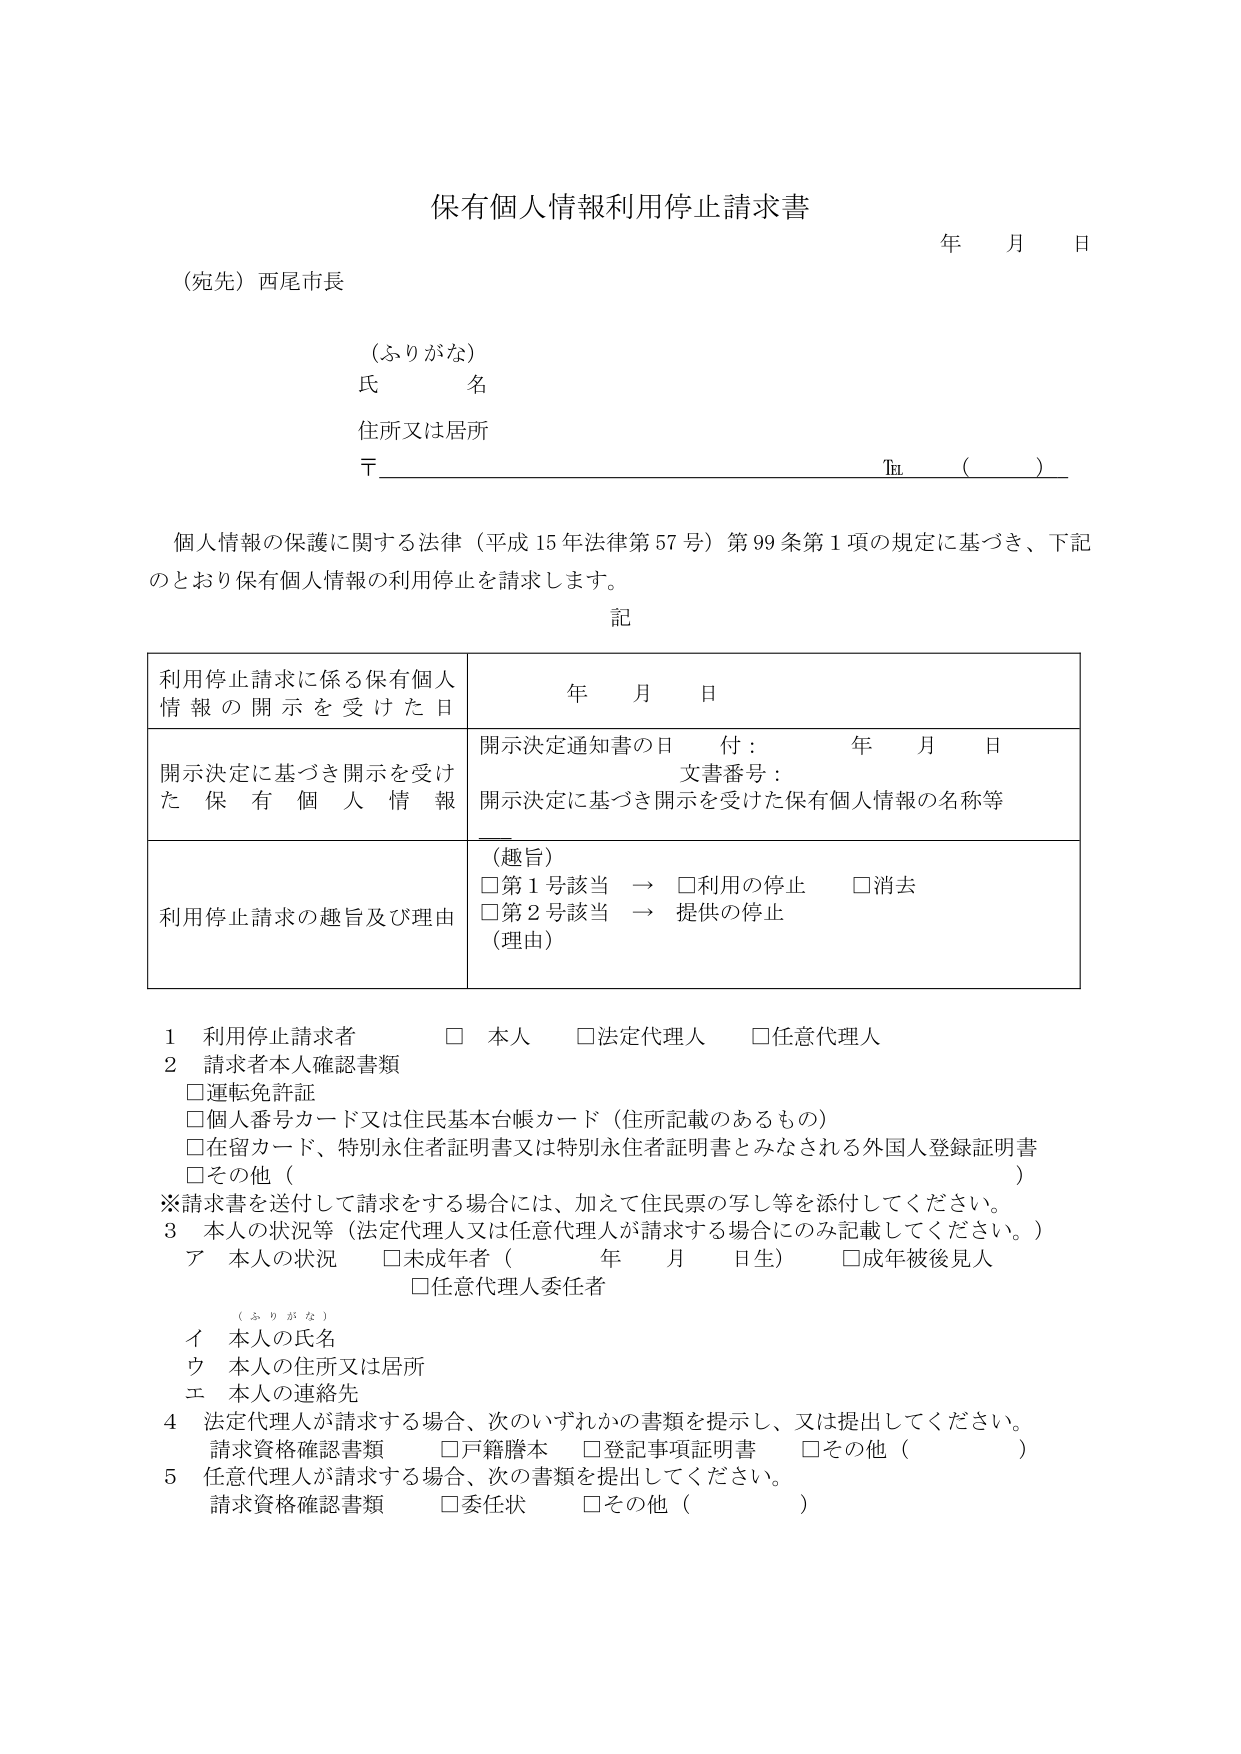 保有個人情報利用停止請求書
年　月　日
（宛先）西尾市長
（ふりがな）
氏　　　名
住所又は居所
〒　　　　　　　　　　℡　　（　　　）
個人情報の保護に関する法律（平成 15 年法律第 57 号）第 99 条第 1 項の規定に基づき、下記
のとおり保有個人情報の利用停止を請求します。
記
利用停止請求に係る保有個人
情報の開示を受けた日
年　月　日
開示決定に基づき開示を受け
た保有個人情報
開示決定通知書の日　付：　　　年　月　日
文書番号：
開示決定に基づき開示を受けた保有個人情報の名称等
利用停止請求の趣旨及び理由
（趣旨）
□第１号該当　→　□利用の停止　　□消去
□第２号該当　→　提供の停止
（理由）
１　利用停止請求者　　　　□　本人　　□法定代理人　　□任意代理人
２　請求者本人確認書類
□運転免許証
□個人番号カード又は住民基本台帳カード（住所記載のあるもの）
□在留カード、特別永住者証明書又は特別永住者証明書とみなされる外国人登録証明書
□その他（　　　　　　　　　　）
※請求書を送付して請求をする場合には、加えて住民票の写し等を添付してください。
３　本人の状況等（法定代理人又は任意代理人が請求する場合にのみ記載してください。）
ア　本人の状況　　□未成年者（　　　　年　　月　　日生）　　□成年被後見人
□任意代理人委任者
（ふりがな）
イ　本人の氏名
ウ　本人の住所又は居所
エ　本人の連絡先
４　法定代理人が請求する場合、次のいずれかの書類を提示し、又は提出してください。
請求資格確認書類　　□戸籍謄本　　□登記事項証明書　　□その他（　　　　　）
５　任意代理人が請求する場合、次の書類を提出してください。
請求資格確認書類　　□委任状　　□その他（　　　　　）